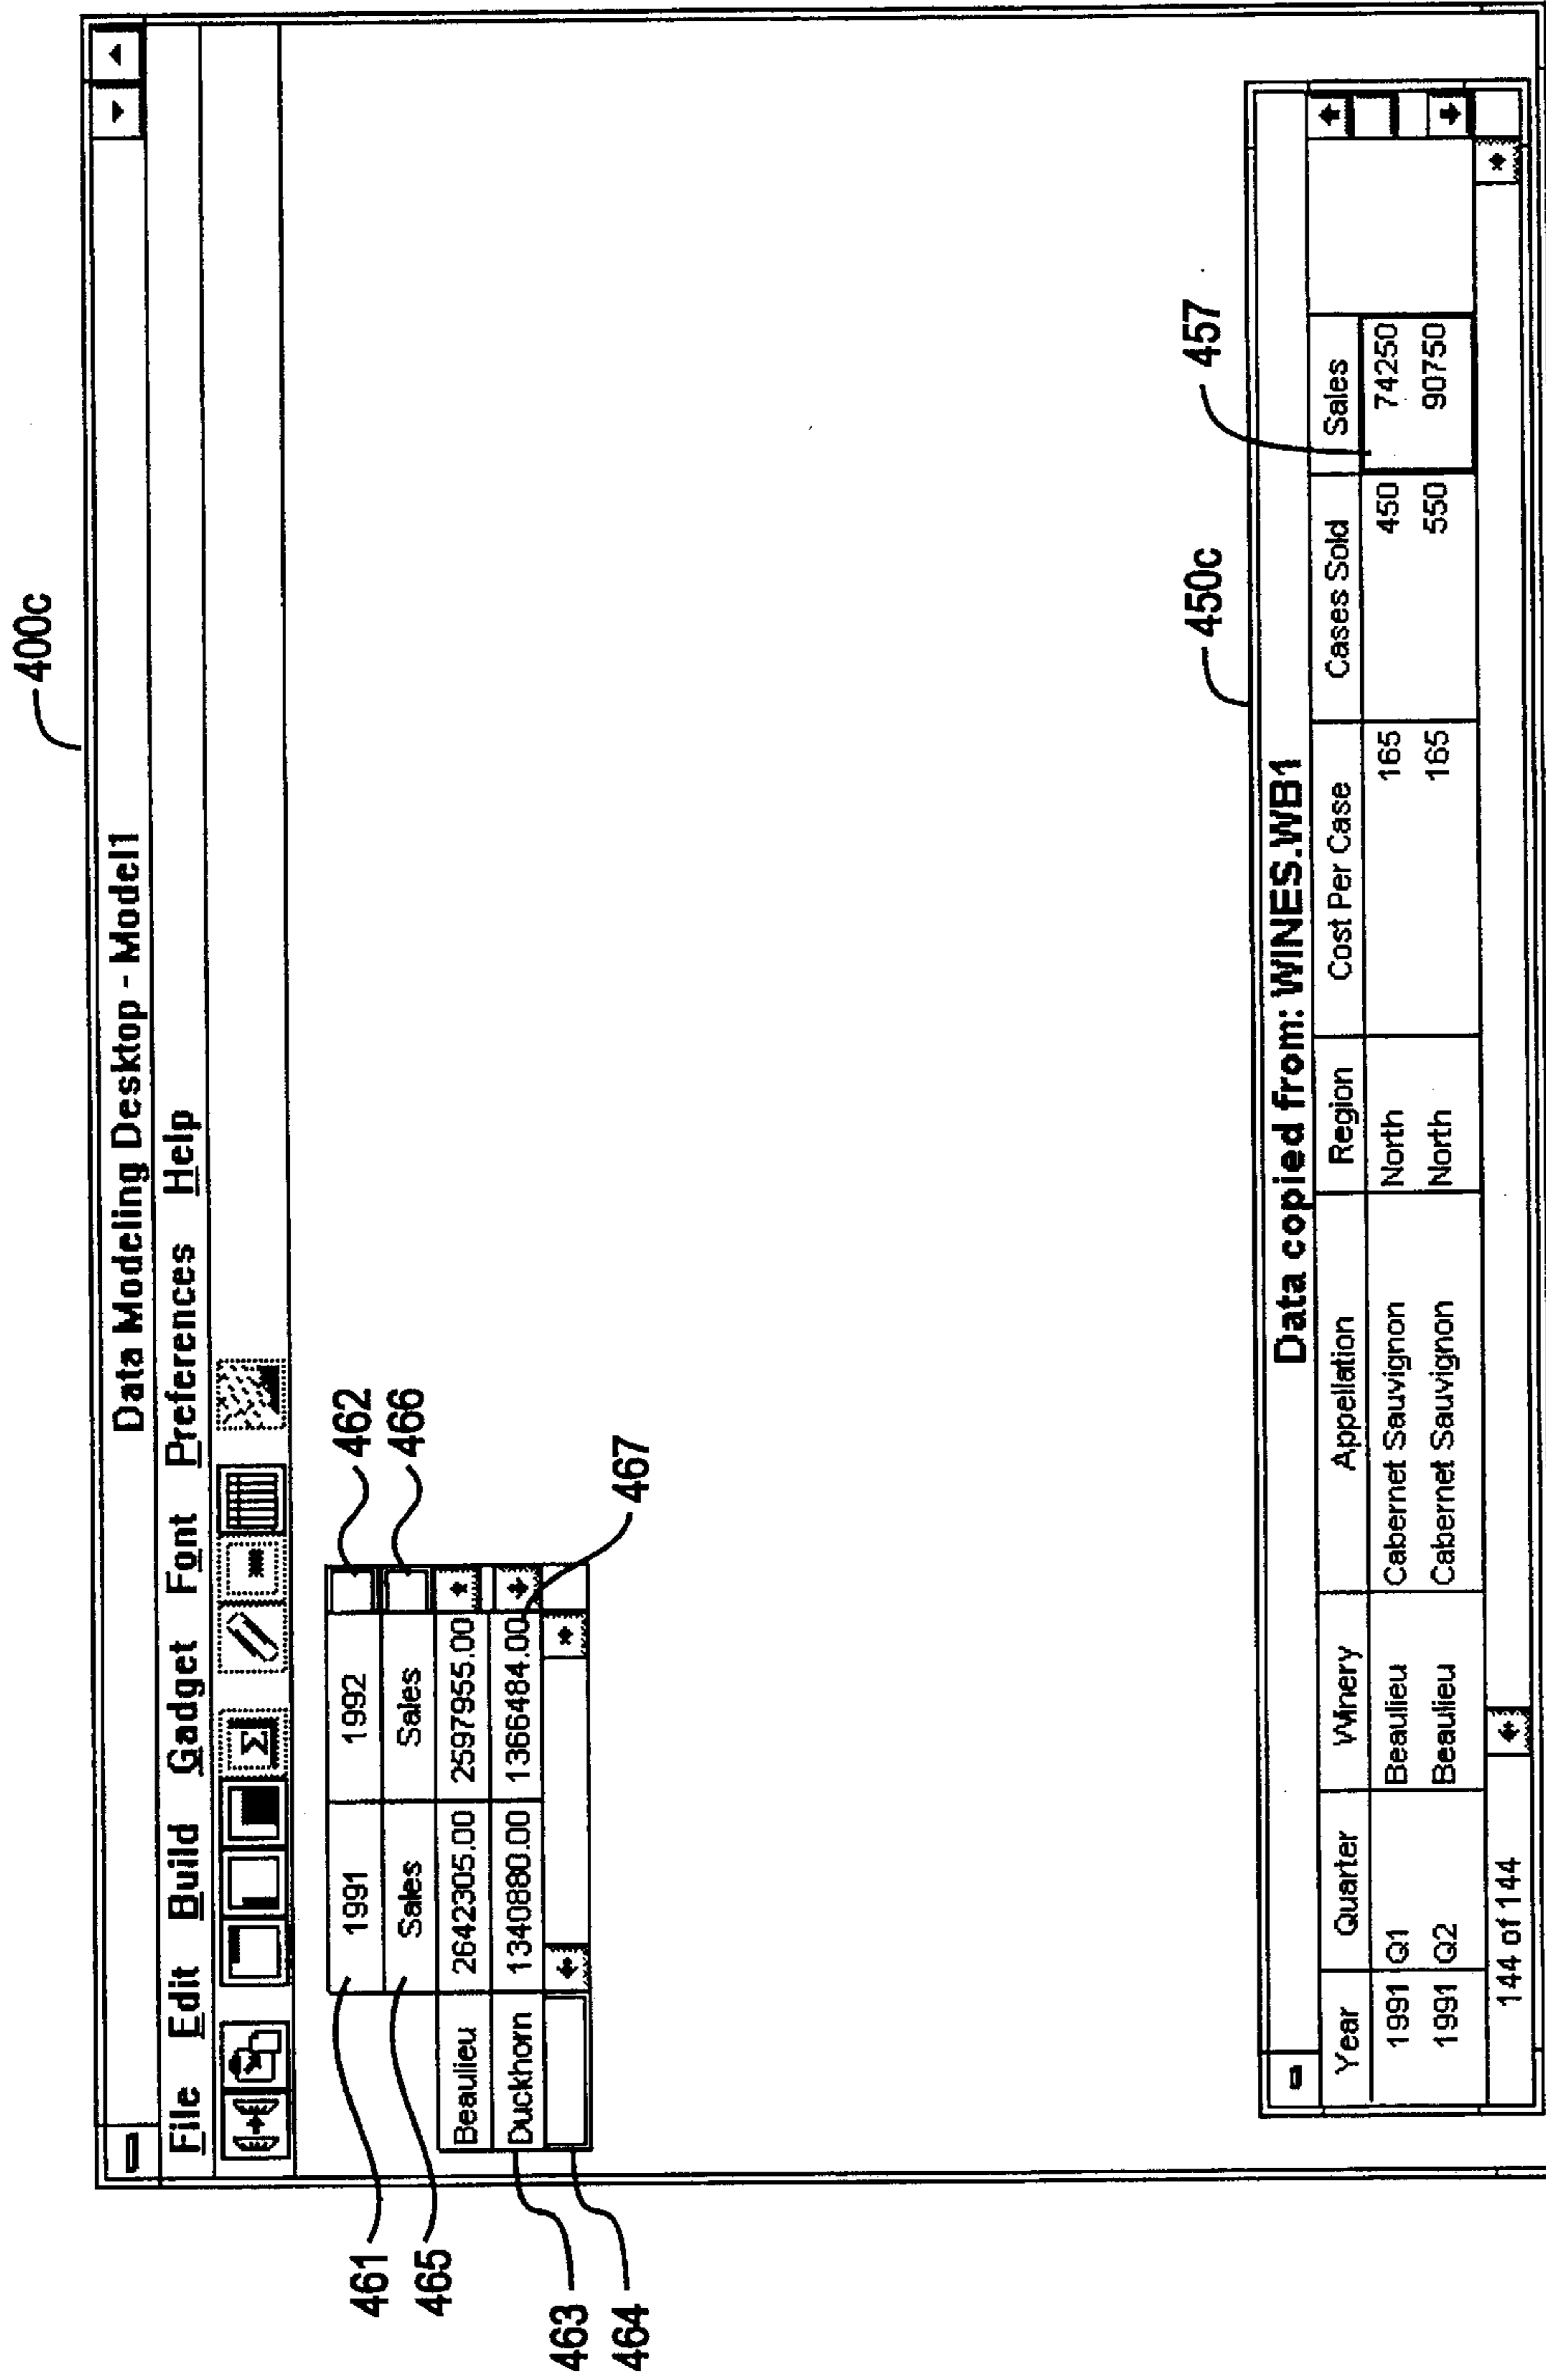 400c
Data Modeling Desktop - Model1
File Edit Build Gadget Font Preferences Help
Σ
461
1991 1992
462
465
Sales Sales
466
Beaulieu 2642305.00 2597955.00
463
Duckhorn 1340880.00 1366484.00
467
464
450c
457
Data copied from: WINES.WB1
Year Quarter Winery Appellation Region Cost Per Case Cases Sold Sales
1991 Q1 Beaulieu Cabernet Sauvignon North 165 450 74250
1991 Q2 Beaulieu Cabernet Sauvignon North 165 550 90750
144 of 144